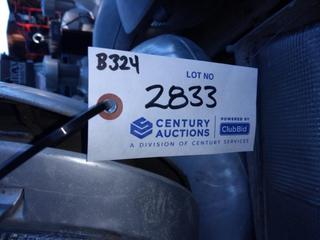 B324
LOT NO
2833
CENTURY AUCTIONS
POWERED BY
ClubBid
A DIVISION OF CENTURY SERVICES